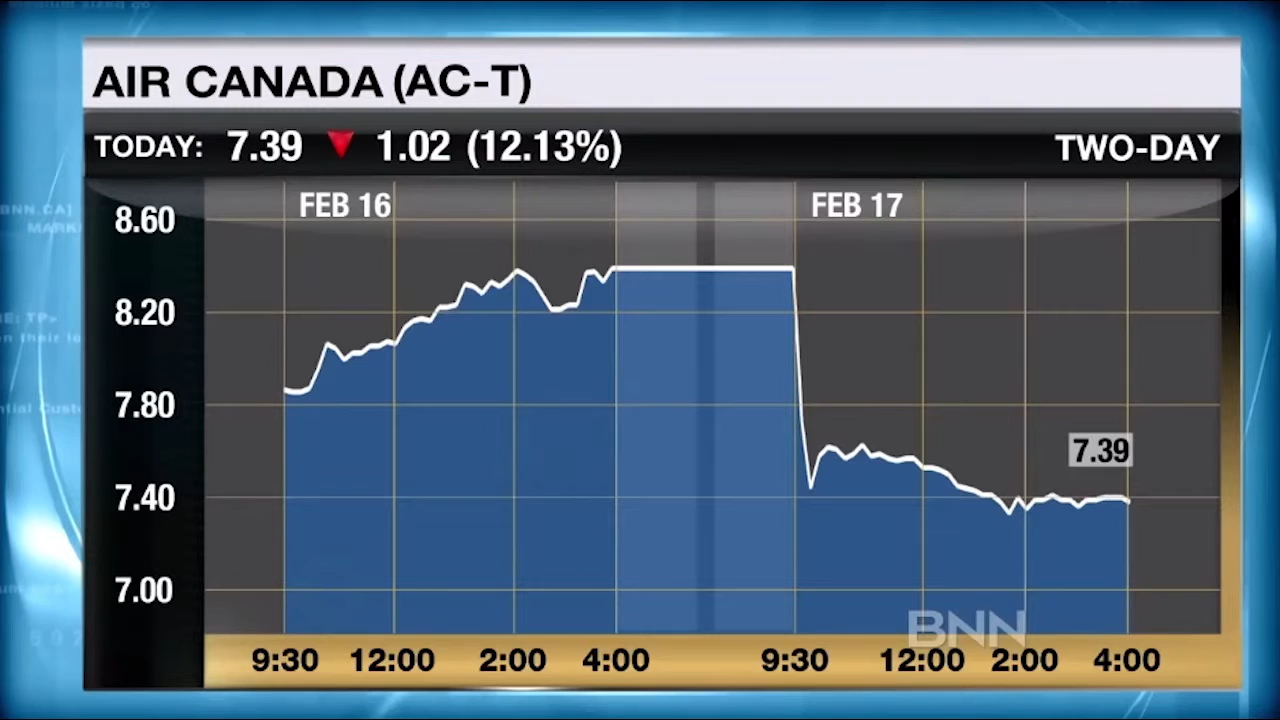 AIR CANADA (AC-T)
TODAY: 7.39 ▼ 1.02 (12.13%) TWO-DAY
FEB 16 FEB 17
8.60
8.20
7.80
7.39
7.40
7.00
BNN
9:30 12:00 2:00 4:00 9:30 12:00 2:00 4:00